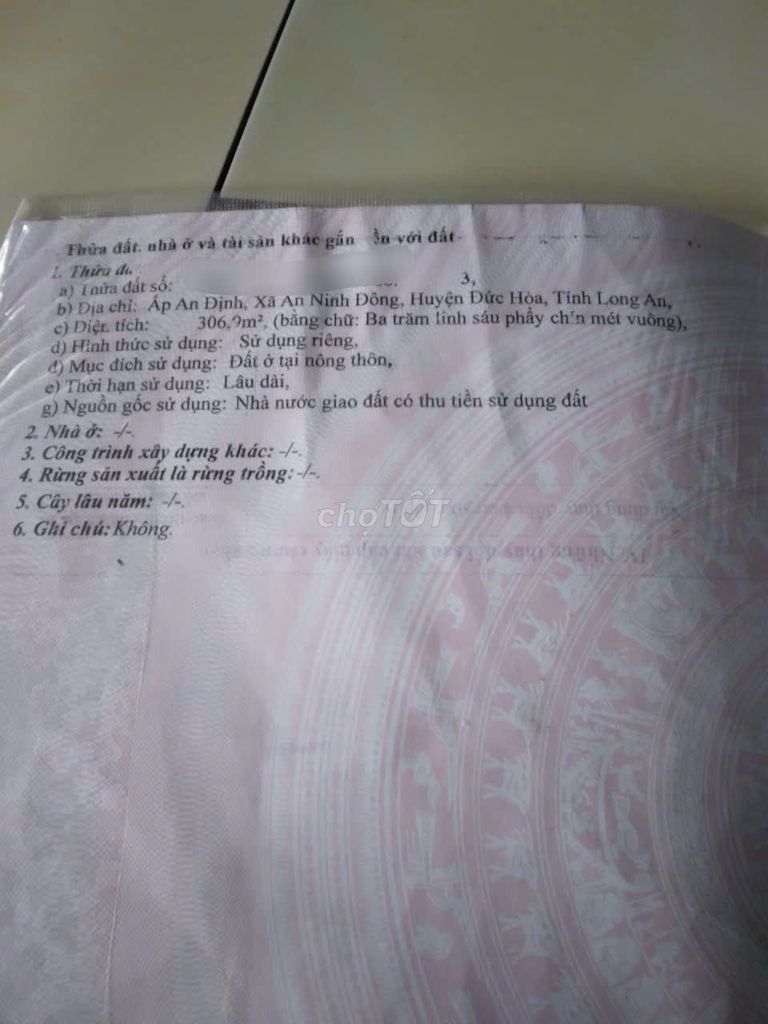 Thửa đất, nhà ở và tài sản khác gắn với đất
1. Thửa
a) Thửa đất số: 3,
b) Địa chỉ: Ấp An Định, Xã An Ninh Đông, Huyện Đức Hòa, Tỉnh Long An,
c) Diện tích: 306,9m², (bằng chữ: Ba trăm linh sáu phẩy chín mét vuông),
d) Hình thức sử dụng: Sử dụng riêng,
đ) Mục đích sử dụng: Đất ở tại nông thôn,
e) Thời hạn sử dụng: Lâu dài,
g) Nguồn gốc sử dụng: Nhà nước giao đất có thu tiền sử dụng đất
2. Nhà ở: -/-.
3. Công trình xây dựng khác: -/-.
4. Rừng sản xuất là rừng trồng: -/-.
5. Cây lâu năm: -/-.
chợTỐT
6. Ghi chú: Không.